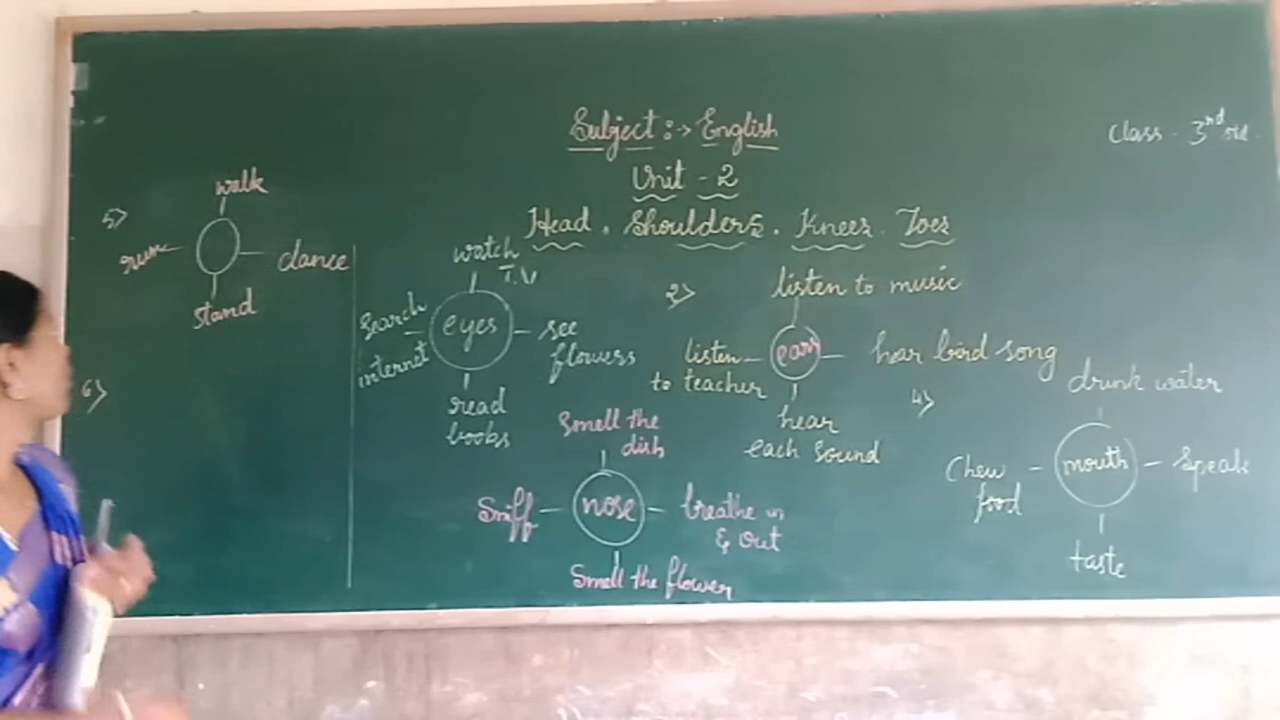 Subject :-> English
Class - 3nd std.
Unit - 2
Head, Shoulders, Knees, Toes
5>
walk
run
dance
stand
6>
watch
T.V
Search
internet
eyes
see
flowers
read
boobs
2>
listen to music
listen
to teacher
ears
hear bird song
hear
each sound
Smell the
dish
Sniff
nose
breathe in
& out
Smell the flower
4>
drink water
Chew
food
mouth
Speak
taste